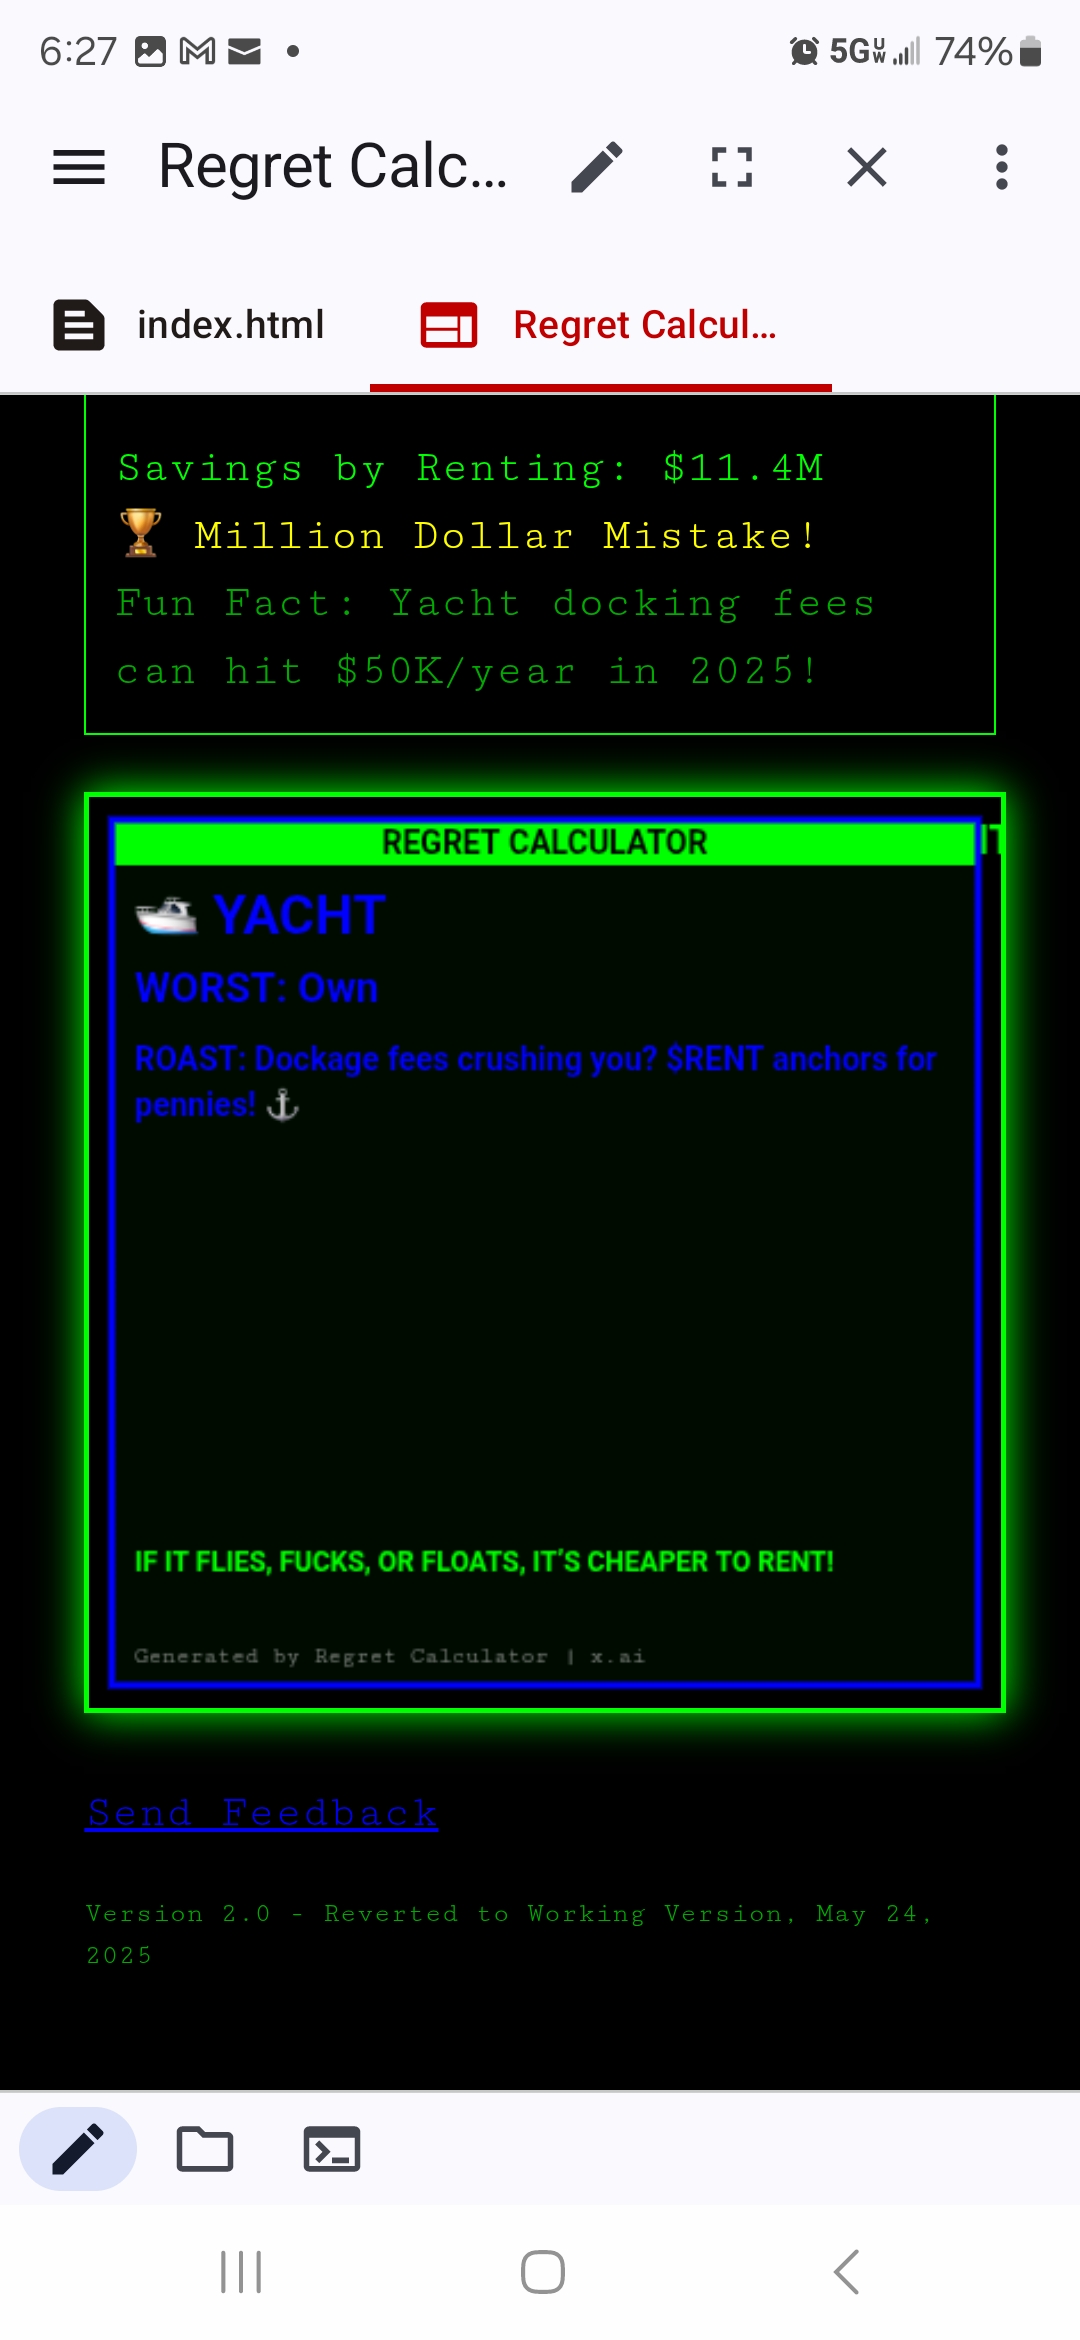 6:27
5G UW 74%
Regret Calc...
index.html
Regret Calcul...
Savings by Renting: $11.4M
🏆 Million Dollar Mistake!
Fun Fact: Yacht docking fees
can hit $50K/year in 2025!
REGRET CALCULATOR
IT
🛥️ YACHT
WORST: Own
ROAST: Dockage fees crushing you? $RENT anchors for
pennies! ⚓
IF IT FLIES, FUCKS, OR FLOATS, IT'S CHEAPER TO RENT!
Generated by Regret Calculator | x.ai
Send Feedback
Version 2.0 - Reverted to Working Version, May 24,
2025